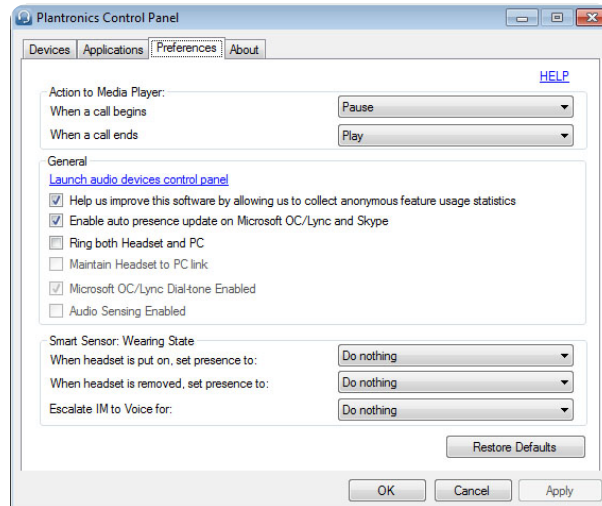 Plantronics Control Panel
Devices Applications Preferences About
HELP
Action to Media Player:
When a call begins Pause
When a call ends Play
General
Launch audio devices control panel
Help us improve this software by allowing us to collect anonymous feature usage statistics
Enable auto presence update on Microsoft OC/Lync and Skype
Ring both Headset and PC
Maintain Headset to PC link
Microsoft OC/Lync Dial-tone Enabled
Audio Sensing Enabled
Smart Sensor: Wearing State
When headset is put on, set presence to: Do nothing
When headset is removed, set presence to: Do nothing
Escalate IM to Voice for: Do nothing
Restore Defaults
OK Cancel Apply